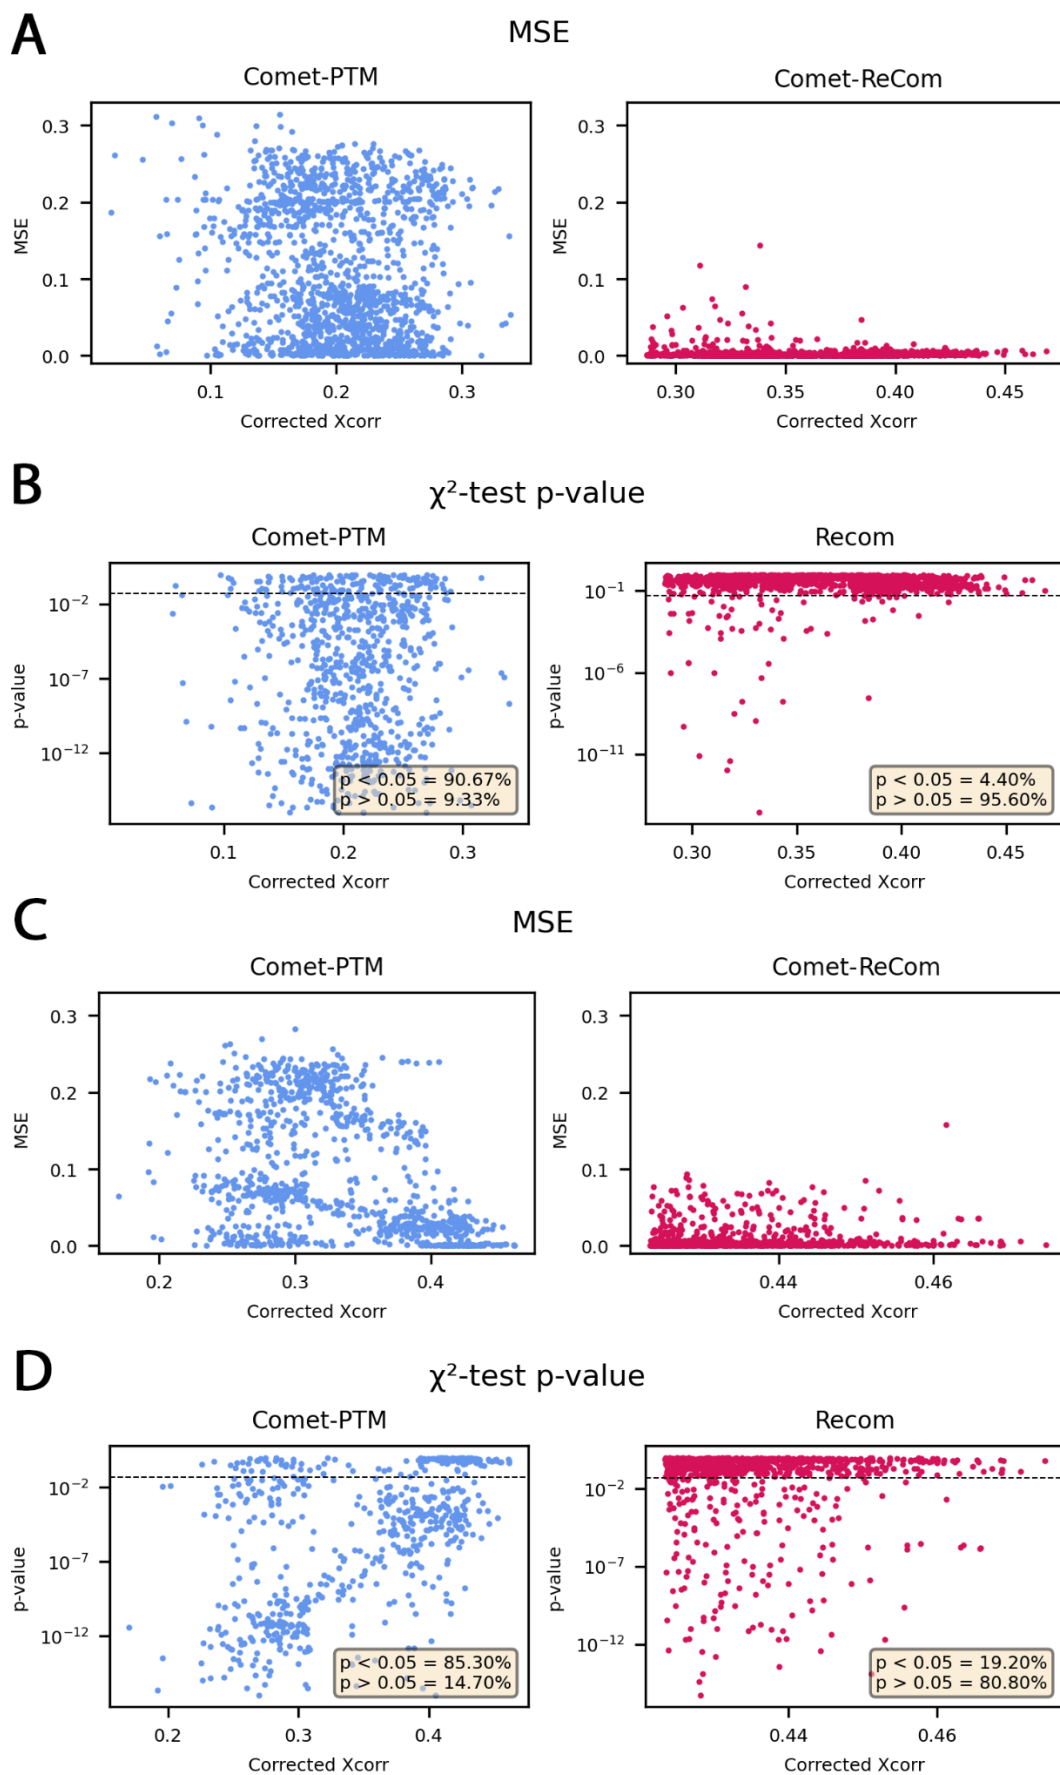 A
MSE
Comet-PTM
Comet-ReCom
0.3
0.2
0.1
0.0
MSE
0.1
0.2
0.3
Corrected Xcorr
0.3
0.2
0.1
0.0
MSE
0.30
0.35
0.40
0.45
Corrected Xcorr
B
χ²-test p-value
Comet-PTM
Recom
10⁻²
10⁻⁷
10⁻¹²
p-value
p < 0.05 = 90.67%
p > 0.05 = 9.33%
0.1
0.2
0.3
Corrected Xcorr
10⁻¹
10⁻⁶
10⁻¹¹
p-value
p < 0.05 = 4.40%
p > 0.05 = 95.60%
0.30
0.35
0.40
0.45
Corrected Xcorr
C
MSE
Comet-PTM
Comet-ReCom
0.3
0.2
0.1
0.0
MSE
0.2
0.3
0.4
Corrected Xcorr
0.3
0.2
0.1
0.0
MSE
0.44
0.46
Corrected Xcorr
D
χ²-test p-value
Comet-PTM
Recom
10⁻²
10⁻⁷
10⁻¹²
p-value
p < 0.05 = 85.30%
p > 0.05 = 14.70%
0.2
0.3
0.4
Corrected Xcorr
10⁻²
10⁻⁷
10⁻¹²
p-value
p < 0.05 = 19.20%
p > 0.05 = 80.80%
0.44
0.46
Corrected Xcorr